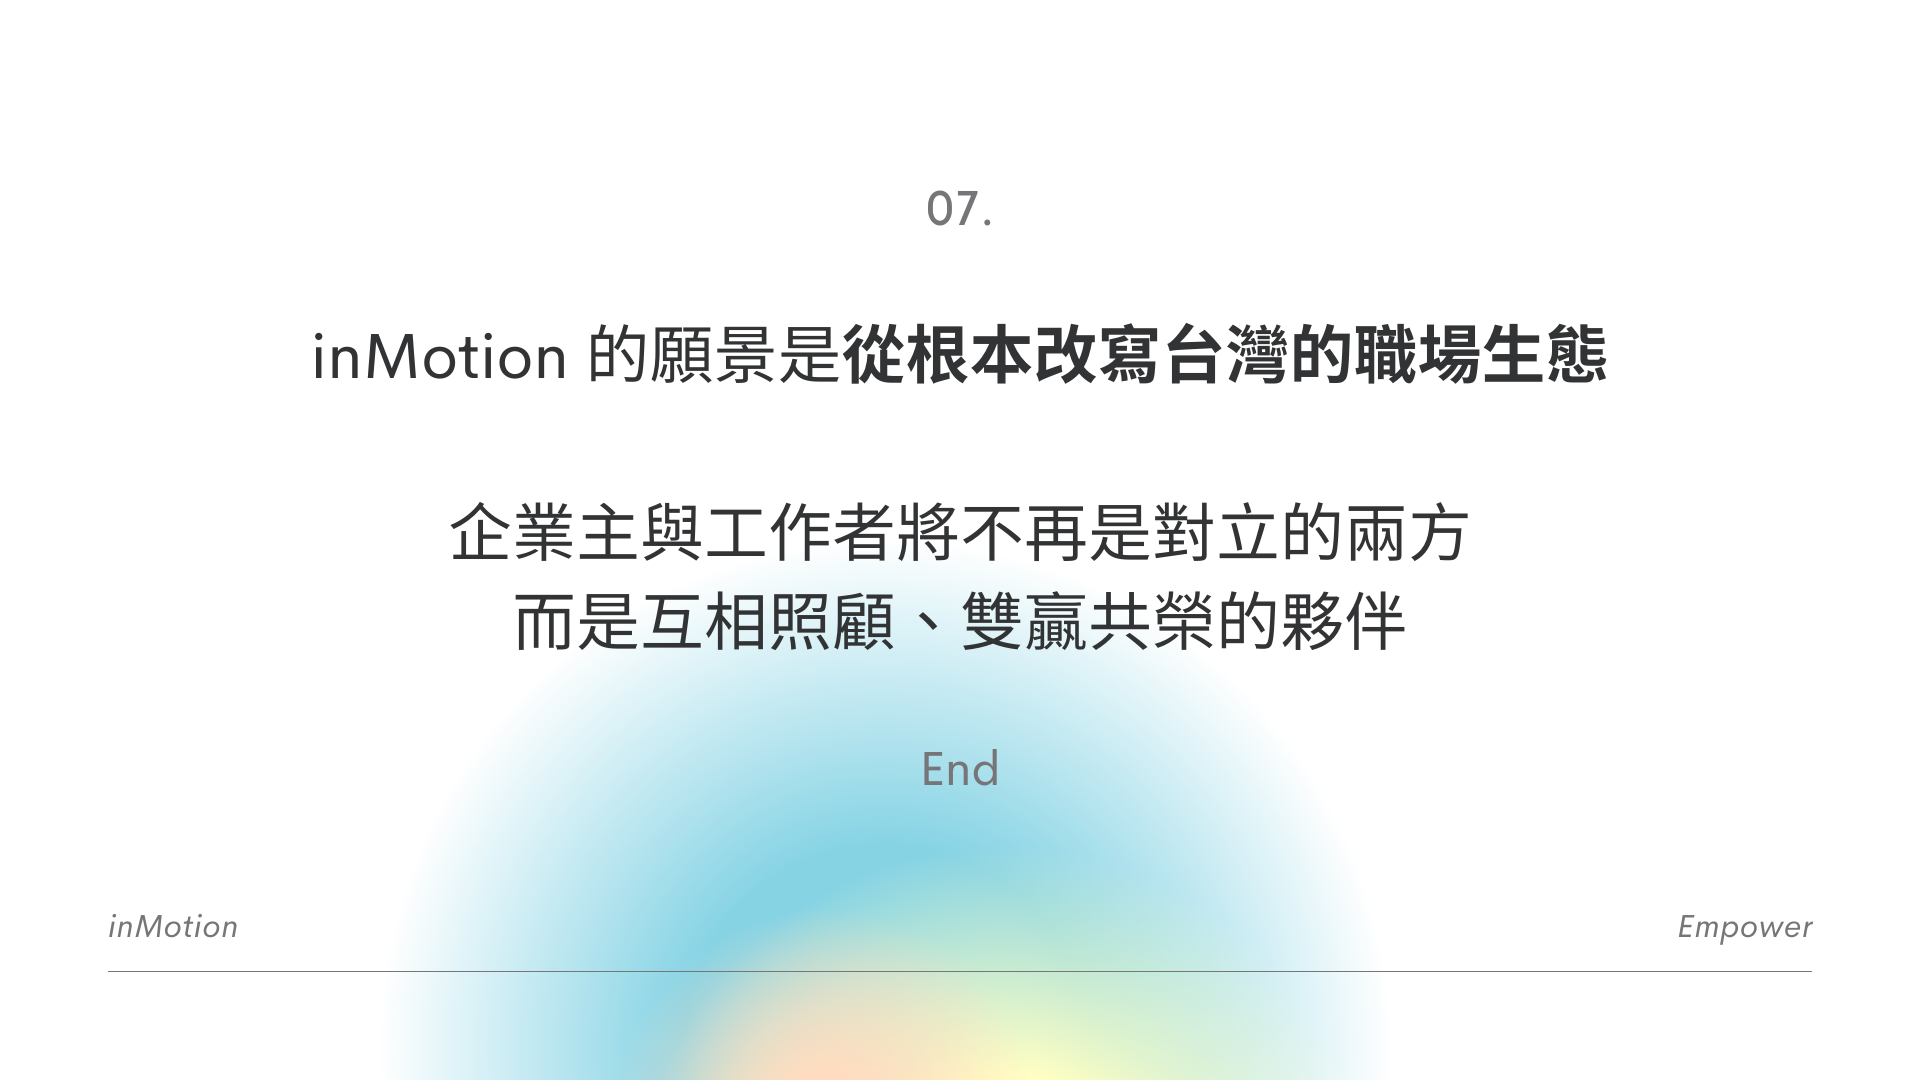 07.
inMotion 的願景是從根本改寫台灣的職場生態
企業主與工作者將不再是對立的兩方
而是互相照顧、雙贏共榮的夥伴
End
inMotion
Empower